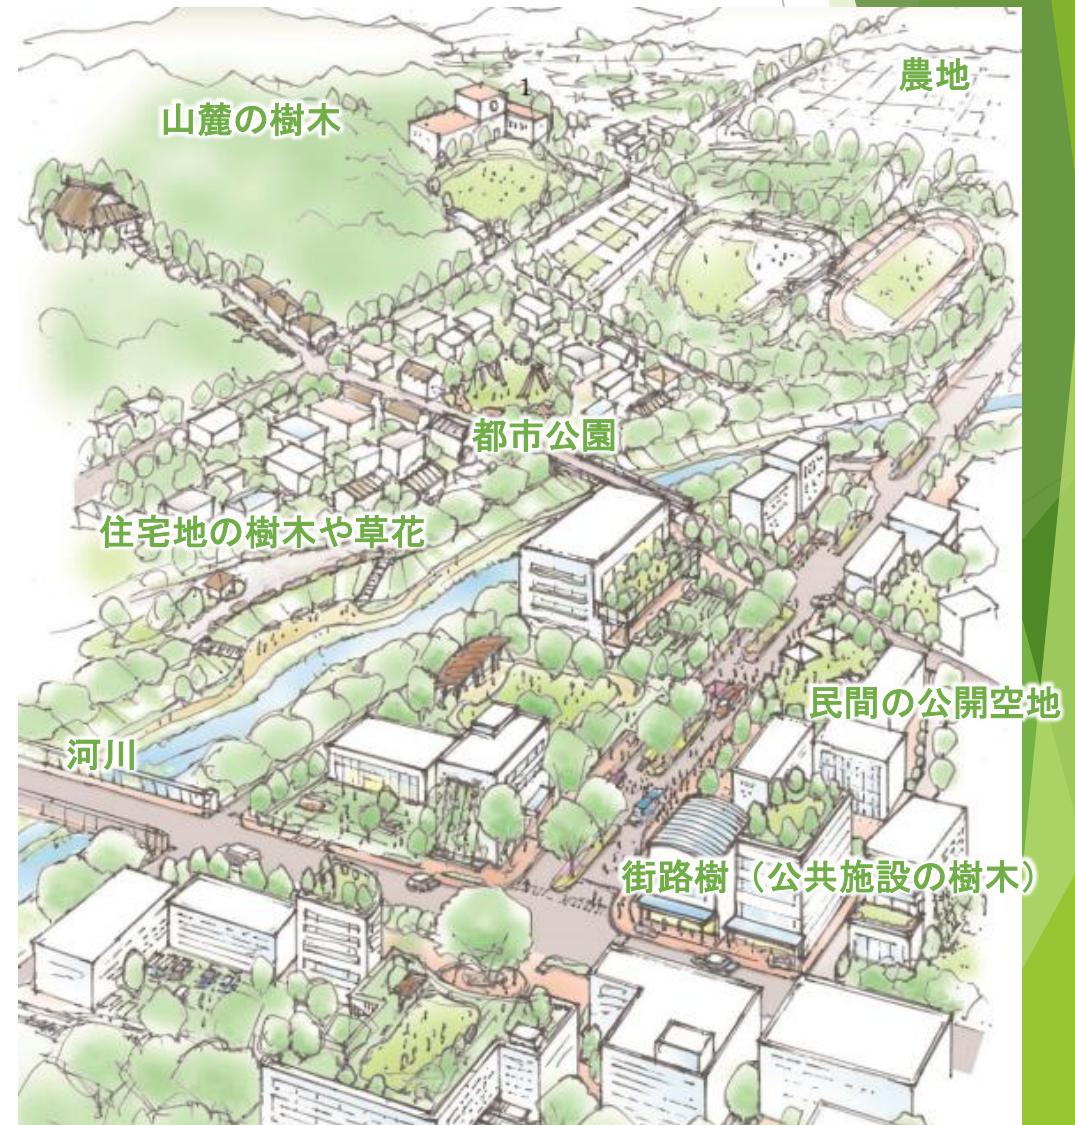 農地
1
山麓の樹木
都市公園
住宅地の樹木や草花
民間の公開空地
河川
街路樹（公共施設の樹木）